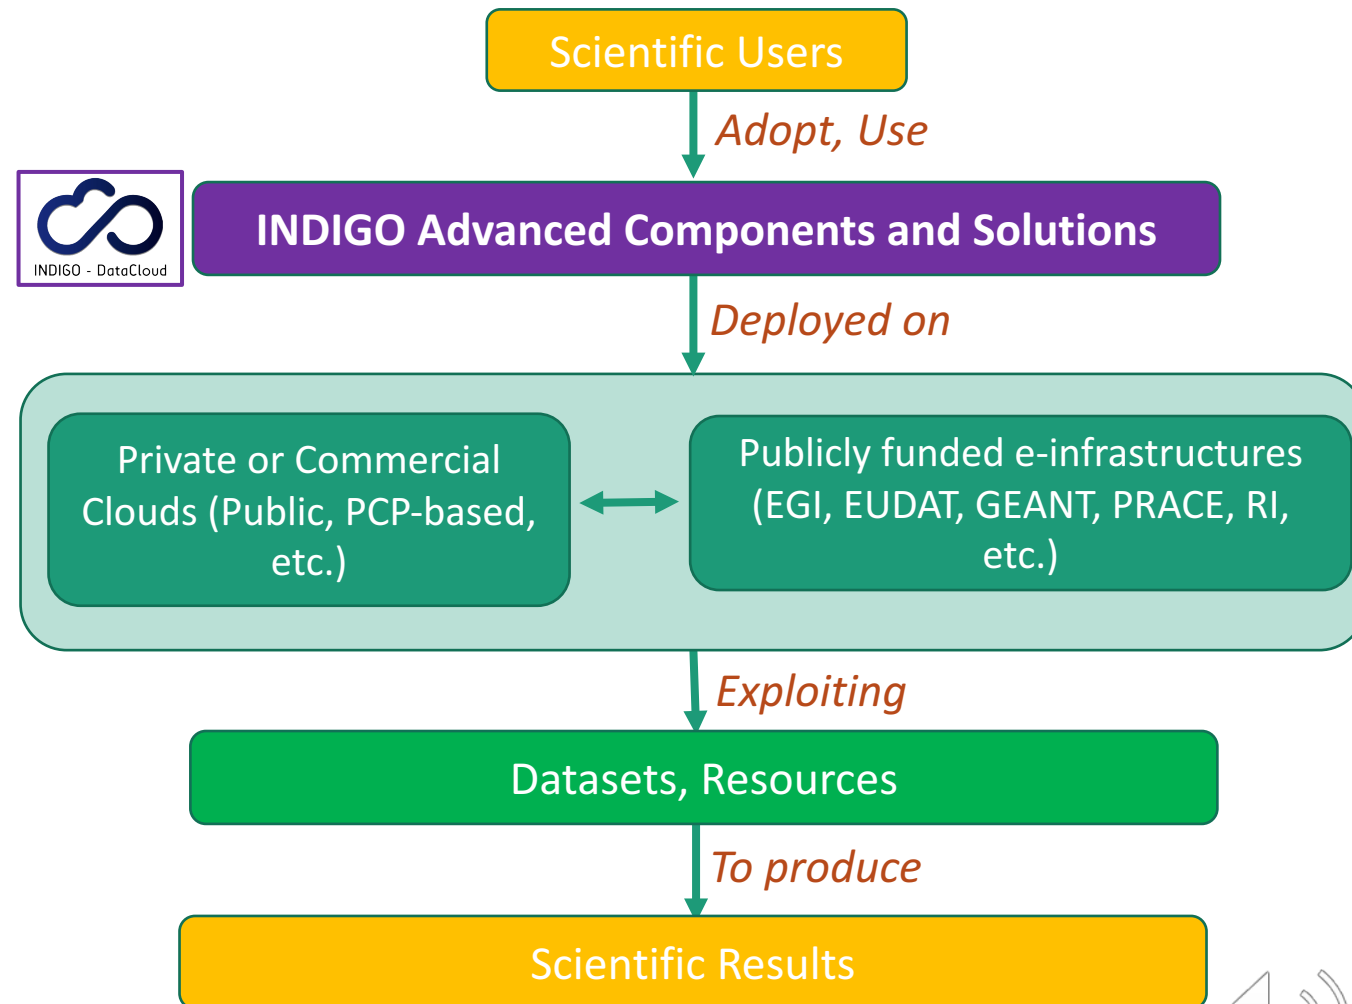 Scientific Users
Adopt, Use
INDIGO - DataCloud
INDIGO Advanced Components and Solutions
Deployed on
Private or Commercial
Clouds (Public, PCP-based,
etc.)
Publicly funded e-infrastructures
(EGI, EUDAT, GEANT, PRACE, RI,
etc.)
Exploiting
Datasets, Resources
To produce
Scientific Results